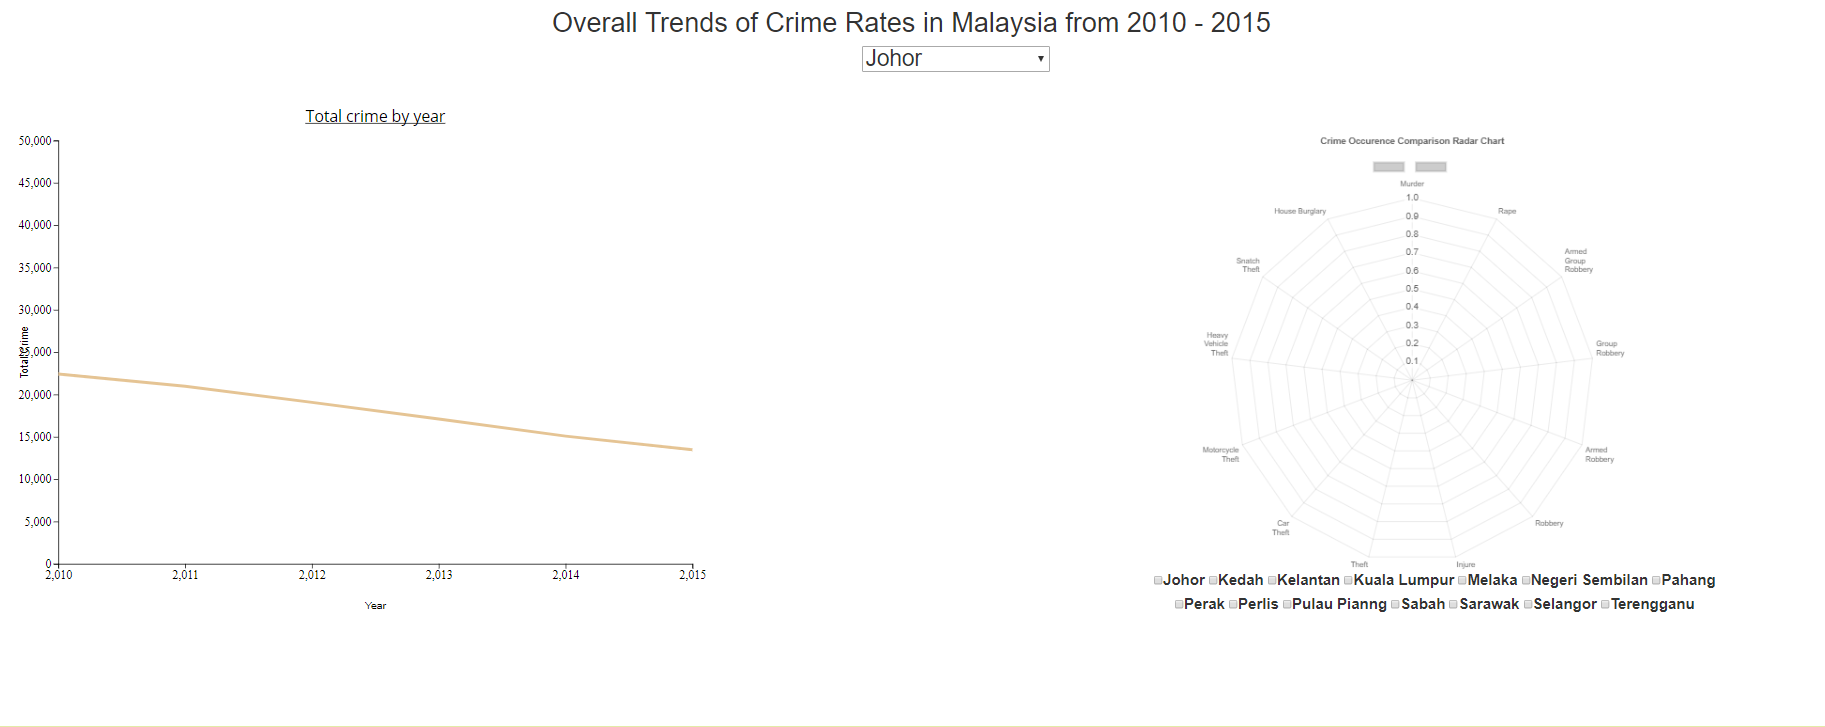 Overall Trends of Crime Rates in Malaysia from 2010 - 2015
Johor
Total crime by year
50,000
45,000
40,000
35,000
30,000
25,000
20,000
15,000
10,000
5,000
0
Total Crime
2,010 2,011 2,012 2,013 2,014 2,015
Year
Crime Occurence Comparison Radar Chart
Murder
1.0
0.9
0.8
0.7
0.6
0.5
0.4
0.3
0.2
0.1
Rape
Armed
Group
Robbery
Group
Robbery
Armed
Robbery
Robbery
Injure
Theft
Car
Theft
Motorcycle
Theft
Heavy
Vehicle
Theft
Snatch
Theft
House Burglary
Johor Kedah Kelantan Kuala Lumpur Melaka Negeri Sembilan Pahang
Perak Perlis Pulau Pianng Sabah Sarawak Selangor Terengganu